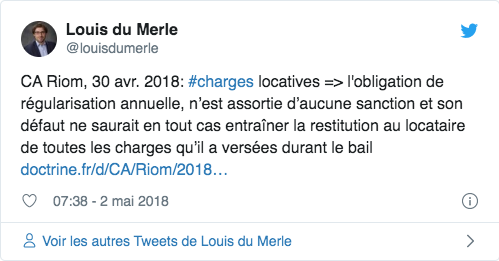 Louis du Merle
@louisdumerle
CA Riom, 30 avr. 2018: #charges locatives => l'obligation de
régularisation annuelle, n’est assortie d’aucune sanction et son
défaut ne saurait en tout cas entraîner la restitution au locataire
de toutes les charges qu’il a versées durant le bail
doctrine.fr/d/CA/Riom/2018…
07:38 - 2 mai 2018
Voir les autres Tweets de Louis du Merle